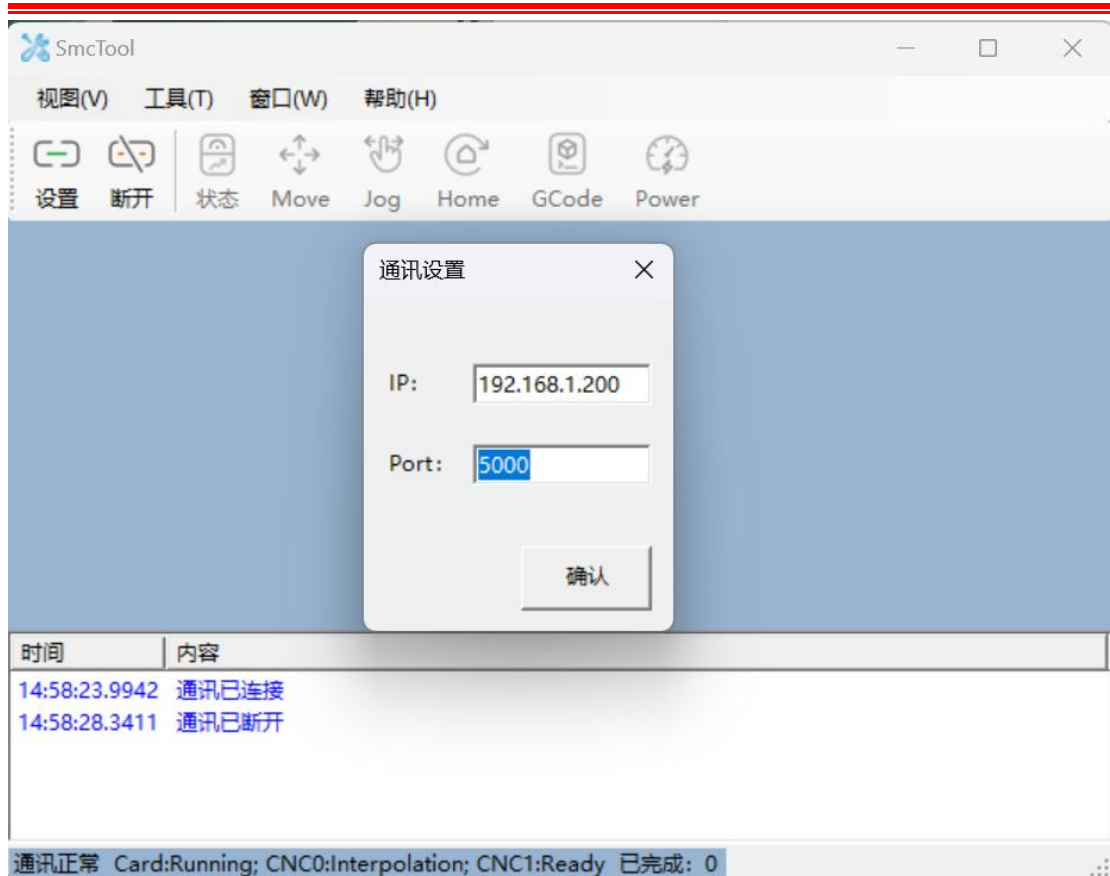 SmcTool
视图(V) 工具(T) 窗口(W) 帮助(H)
设置 断开 状态 Move Jog Home GCode Power
通讯设置
IP: 192.168.1.200
Port: 5000
确认
时间 内容
14:58:23.9942 通讯已连接
14:58:28.3411 通讯已断开
通讯正常 Card:Running; CNC0:Interpolation; CNC1:Ready 已完成: 0